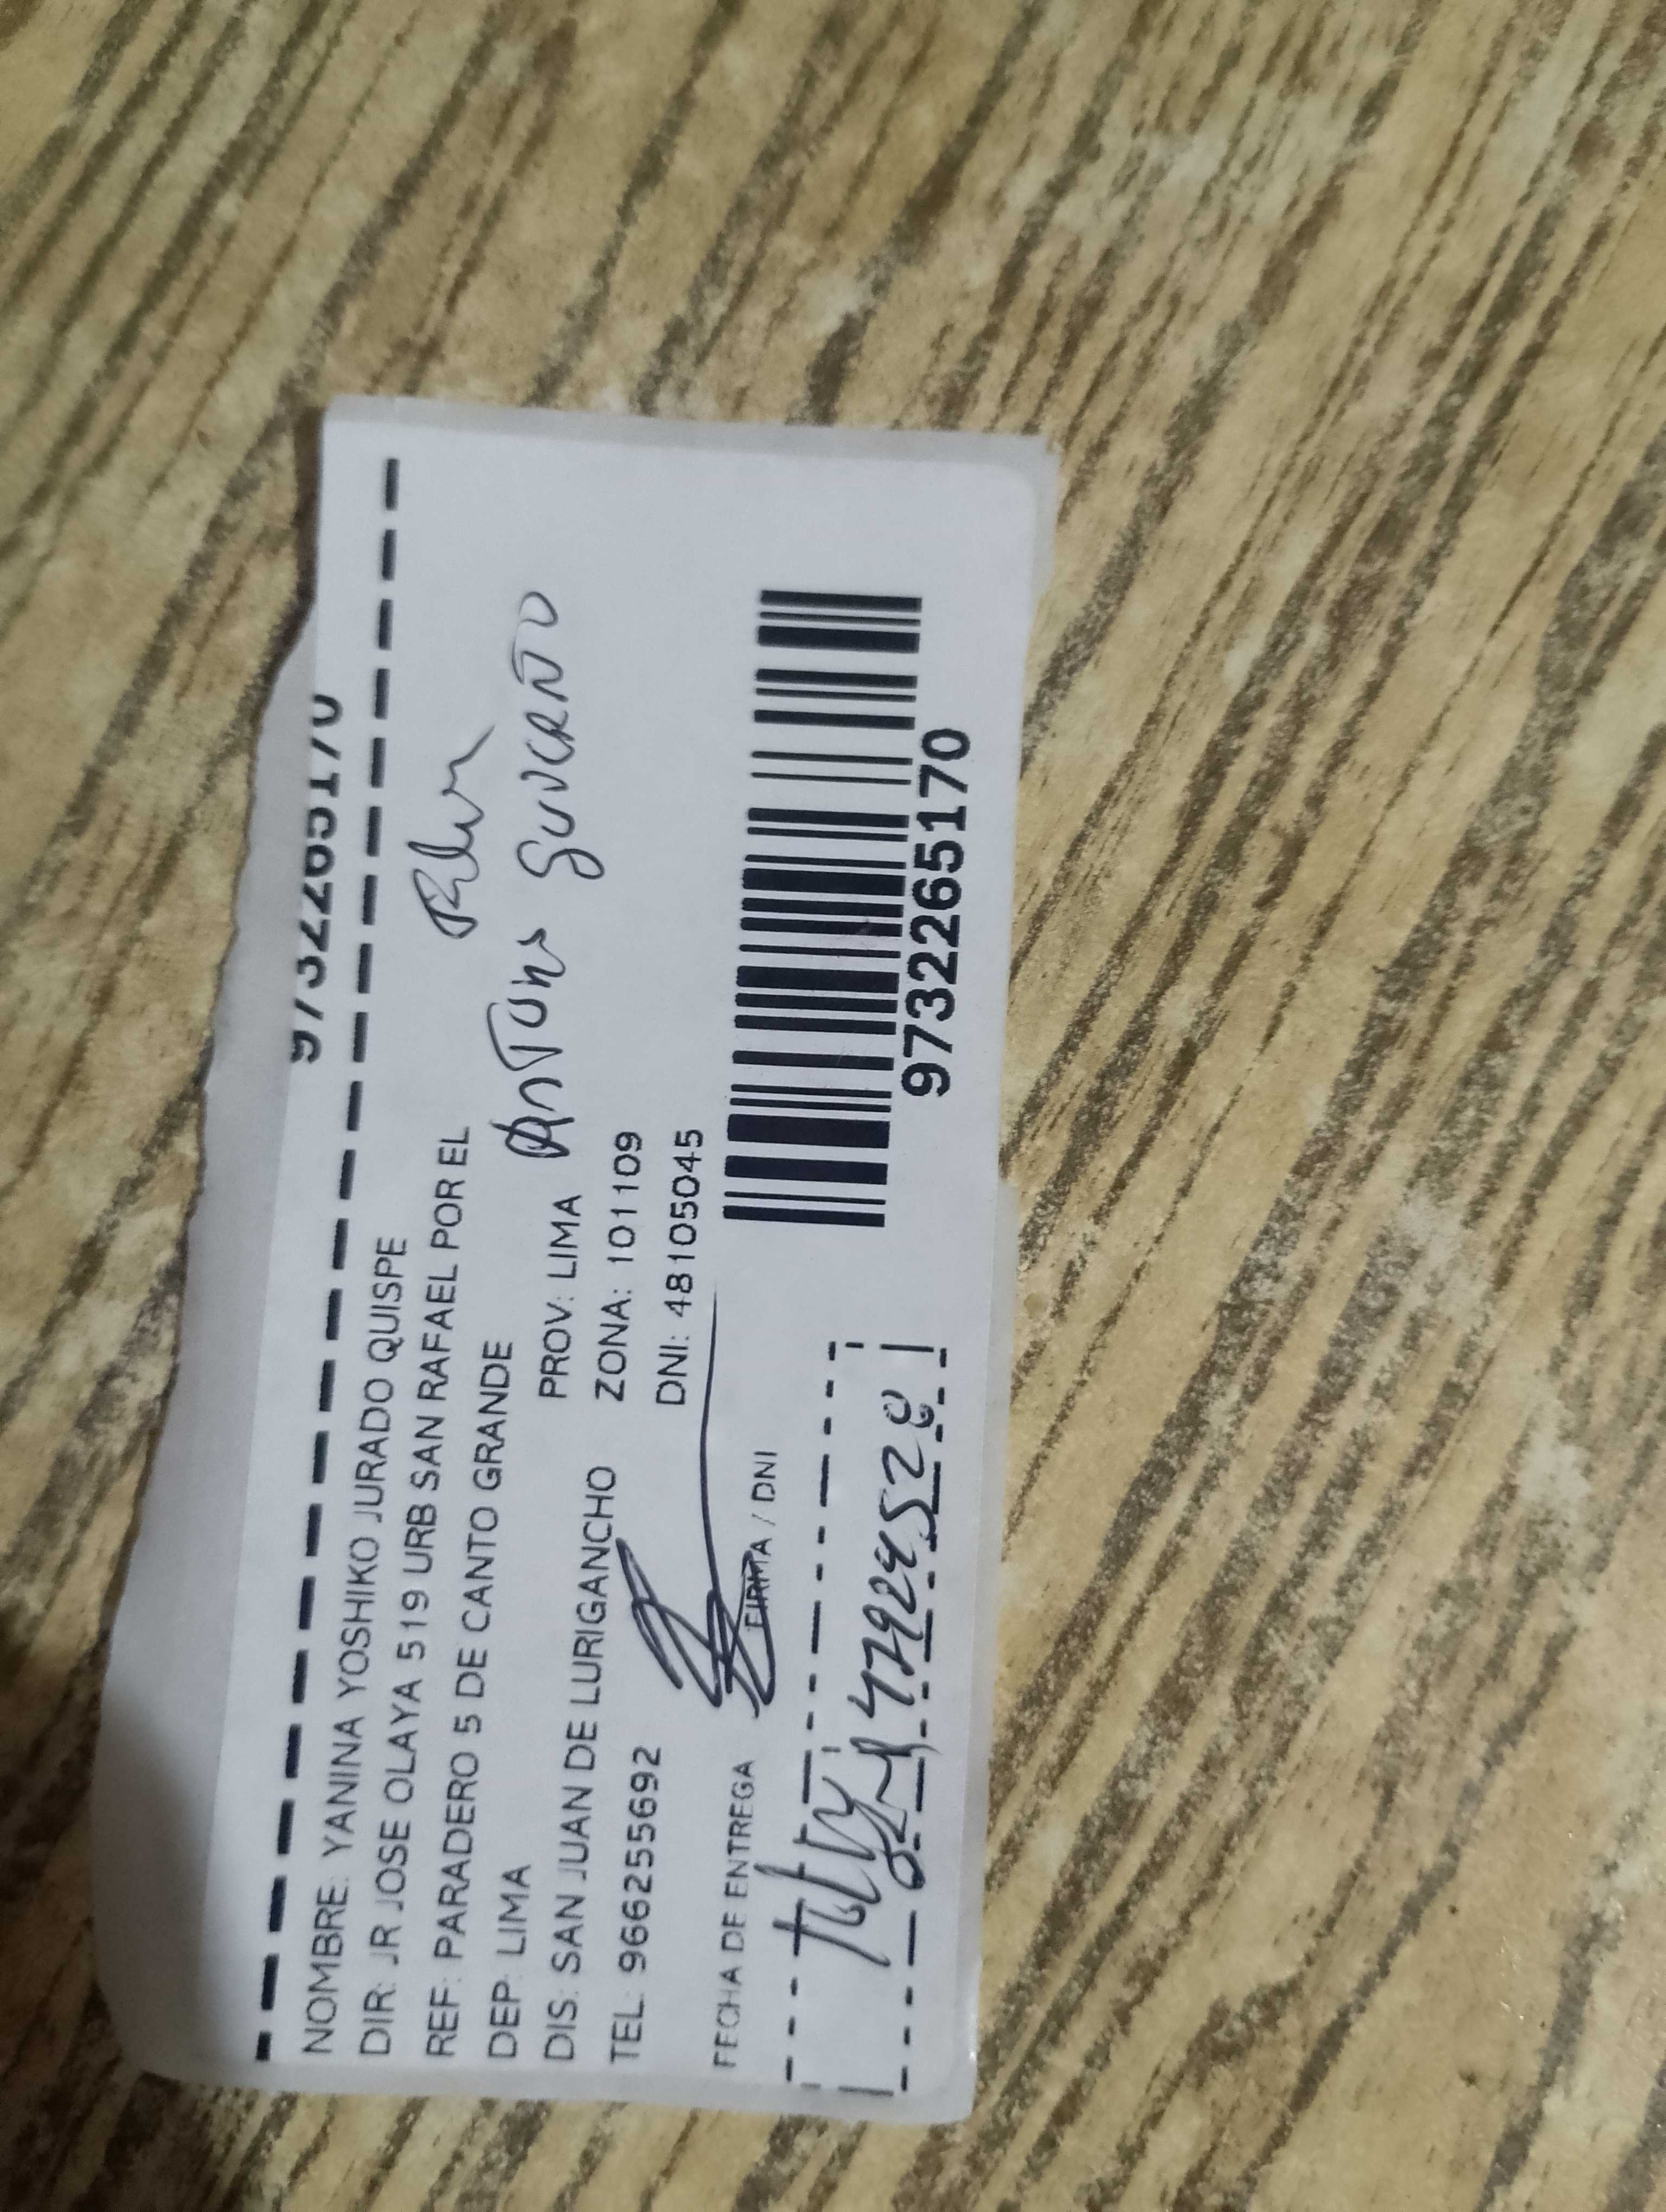 9732265170
NOMBRE: YANINA YOSHIKO JURADO QUISPE
DIR: JR JOSE OLAYA 519 URB SAN RAFAEL POR EL
REF: PARADERO 5 DE CANTO GRANDE
DEP: LIMA PROV: LIMA
DIS: SAN JUAN DE LURIGANCHO ZONA: 101109
TEL: 966255692 DNI: 48105045
FECHA DE ENTREGA FIRMA / DNI
9732265170